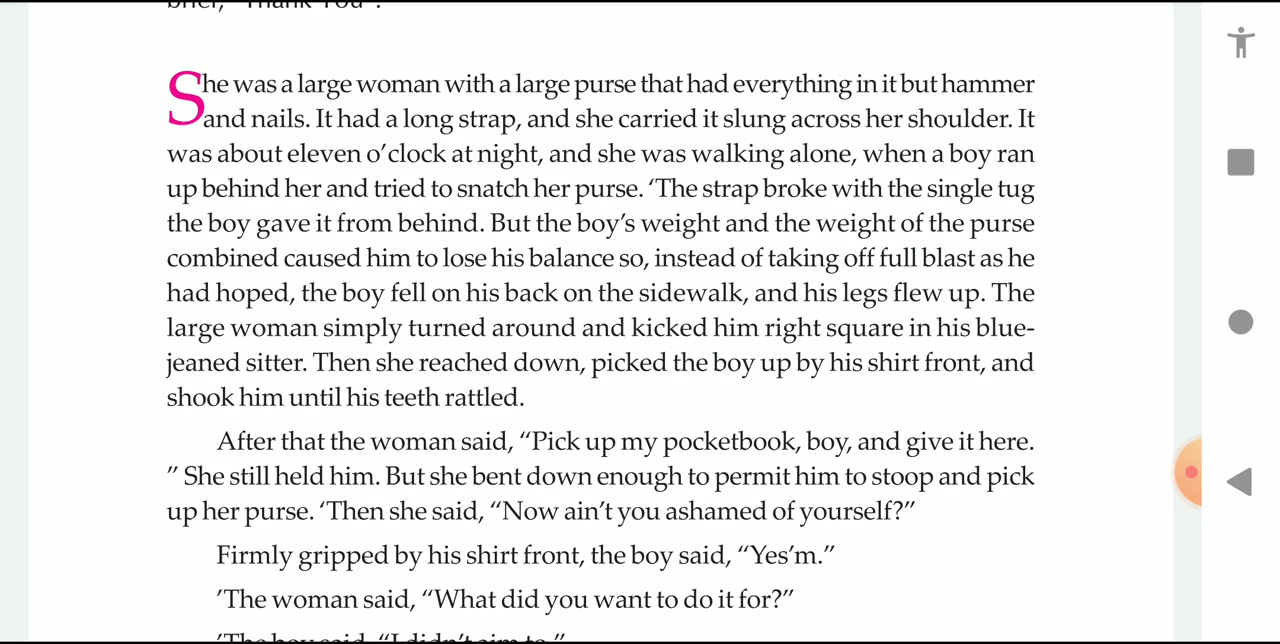 brief, “Thank You”.
She was a large woman with a large purse that had everything in it but hammer
and nails. It had a long strap, and she carried it slung across her shoulder. It
was about eleven o’clock at night, and she was walking alone, when a boy ran
up behind her and tried to snatch her purse. ‘The strap broke with the single tug
the boy gave it from behind. But the boy’s weight and the weight of the purse
combined caused him to lose his balance so, instead of taking off full blast as he
had hoped, the boy fell on his back on the sidewalk, and his legs flew up. The
large woman simply turned around and kicked him right square in his blue-
jeaned sitter. Then she reached down, picked the boy up by his shirt front, and
shook him until his teeth rattled.
After that the woman said, “Pick up my pocketbook, boy, and give it here.
” She still held him. But she bent down enough to permit him to stoop and pick
up her purse. ‘Then she said, “Now ain’t you ashamed of yourself?”
Firmly gripped by his shirt front, the boy said, “Yes’m.”
’The woman said, “What did you want to do it for?”
’The boy said, “I didn’t aim to.”